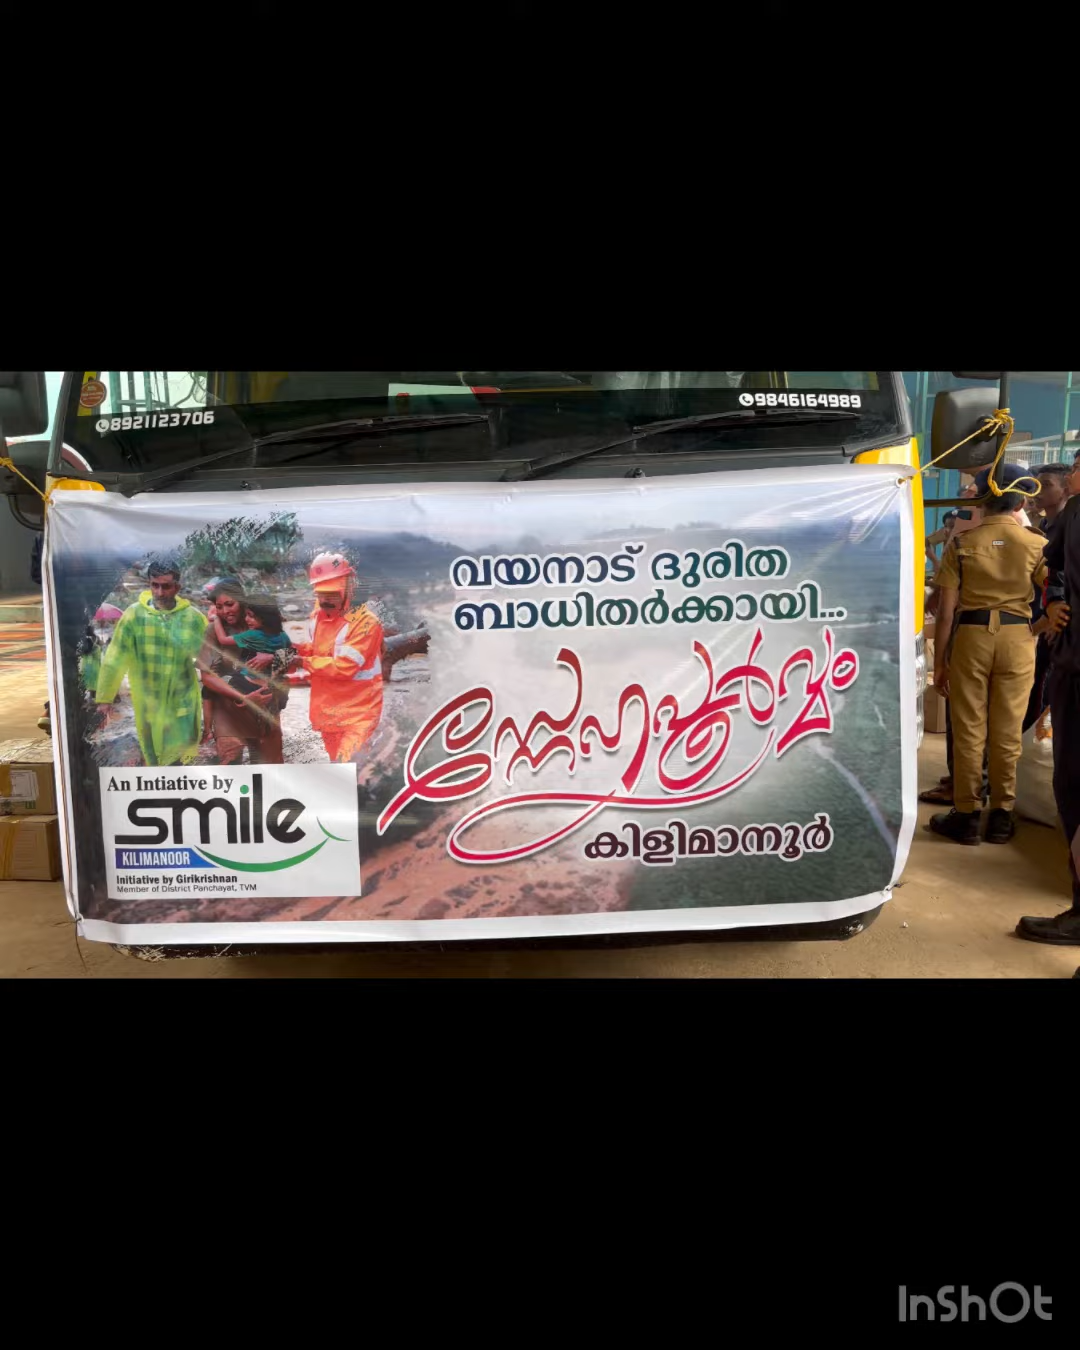 8921123706
9846164989
വയനാട് ദുരിത
ബാധിതർക്കായി...
സ്നേഹപൂർവ്വം
കിളിമാനൂർ
An Intiative by
smile
KILIMANOOR
Initiative by Girikrishnan
Member of District Panchayat, TVM
InShOt